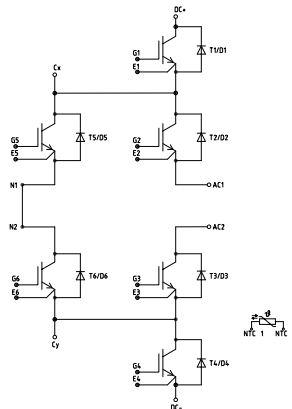 DC+
G1
E1
T1/D1
Cx
G5
E5
T5/D5
G2
E2
T2/D2
N1
AC1
N2
AC2
G6
E6
T6/D6
G3
E3
T3/D3
Cy
ϑ
NTC 1 NTC
G4
E4
T4/D4
DC-